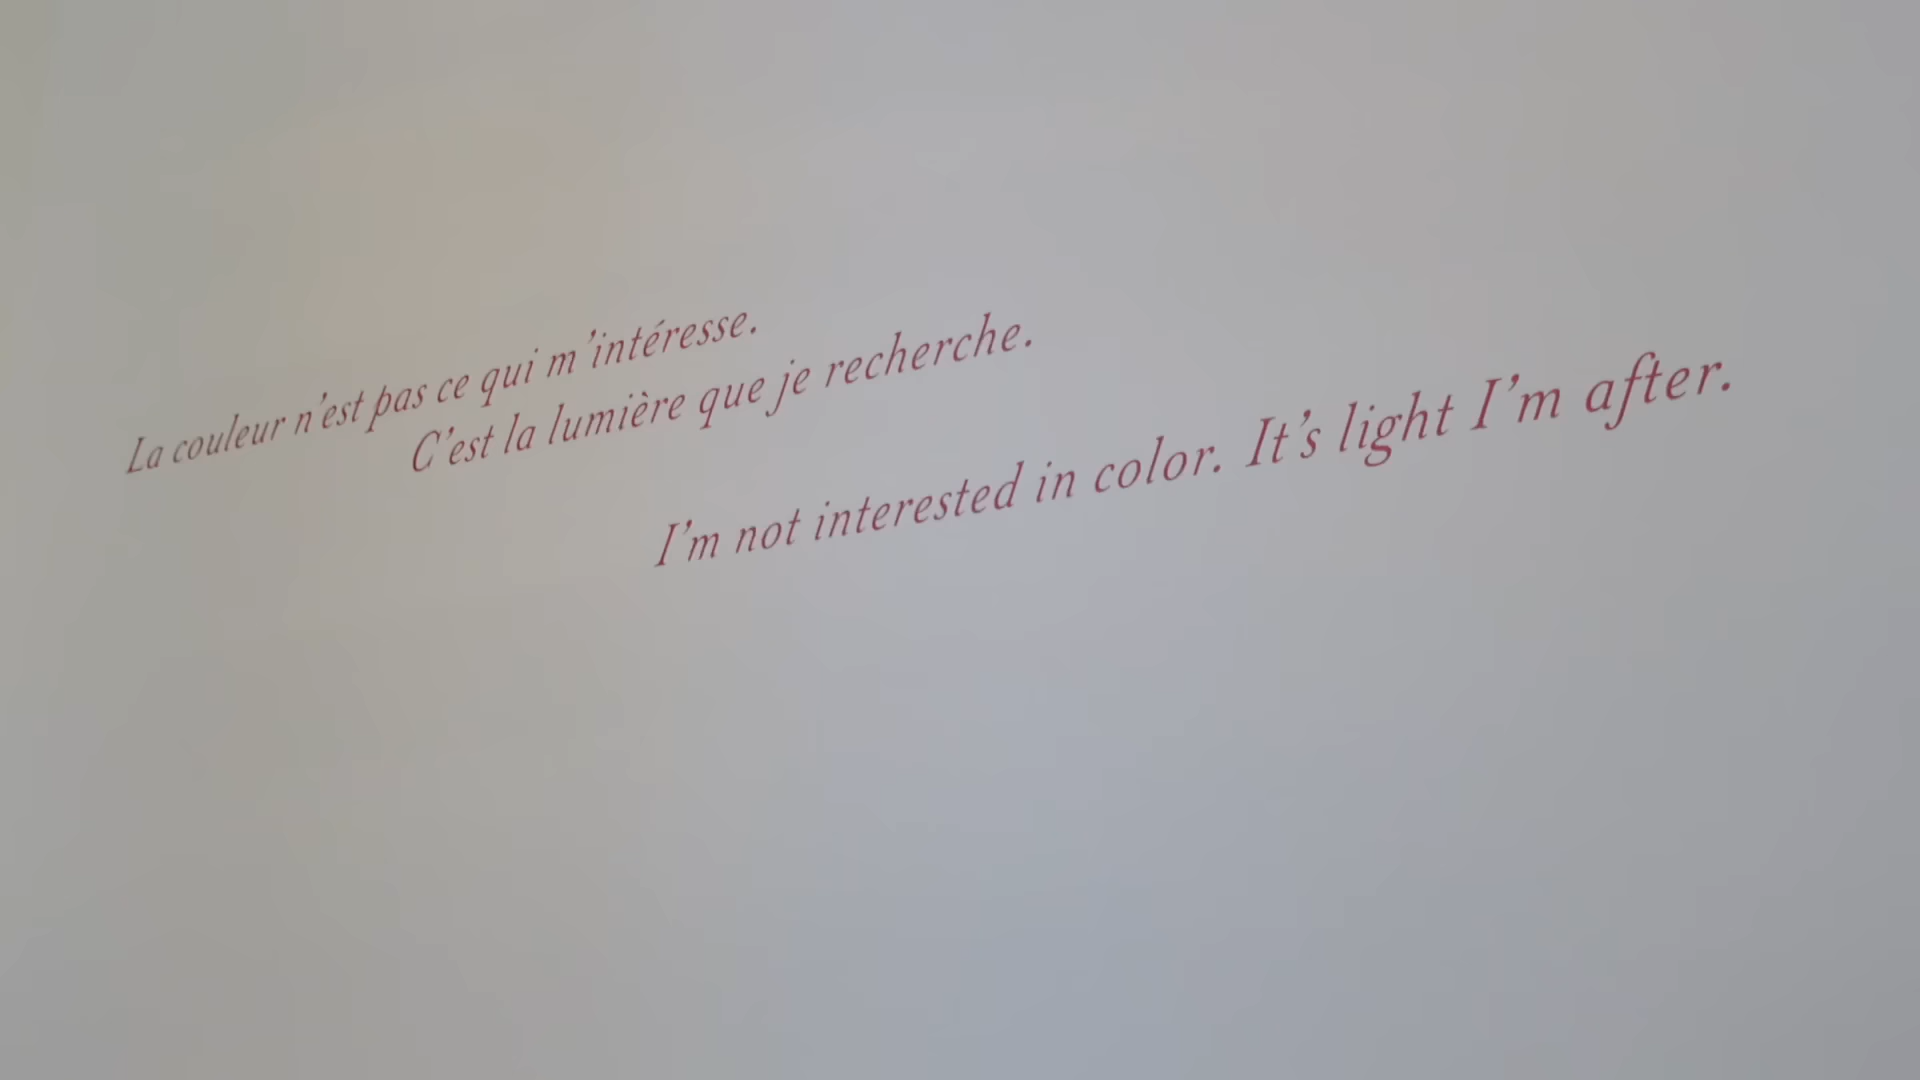 La couleur n'est pas ce qui m'intéresse.
C'est la lumière que je recherche.
I'm not interested in color. It's light I'm after.